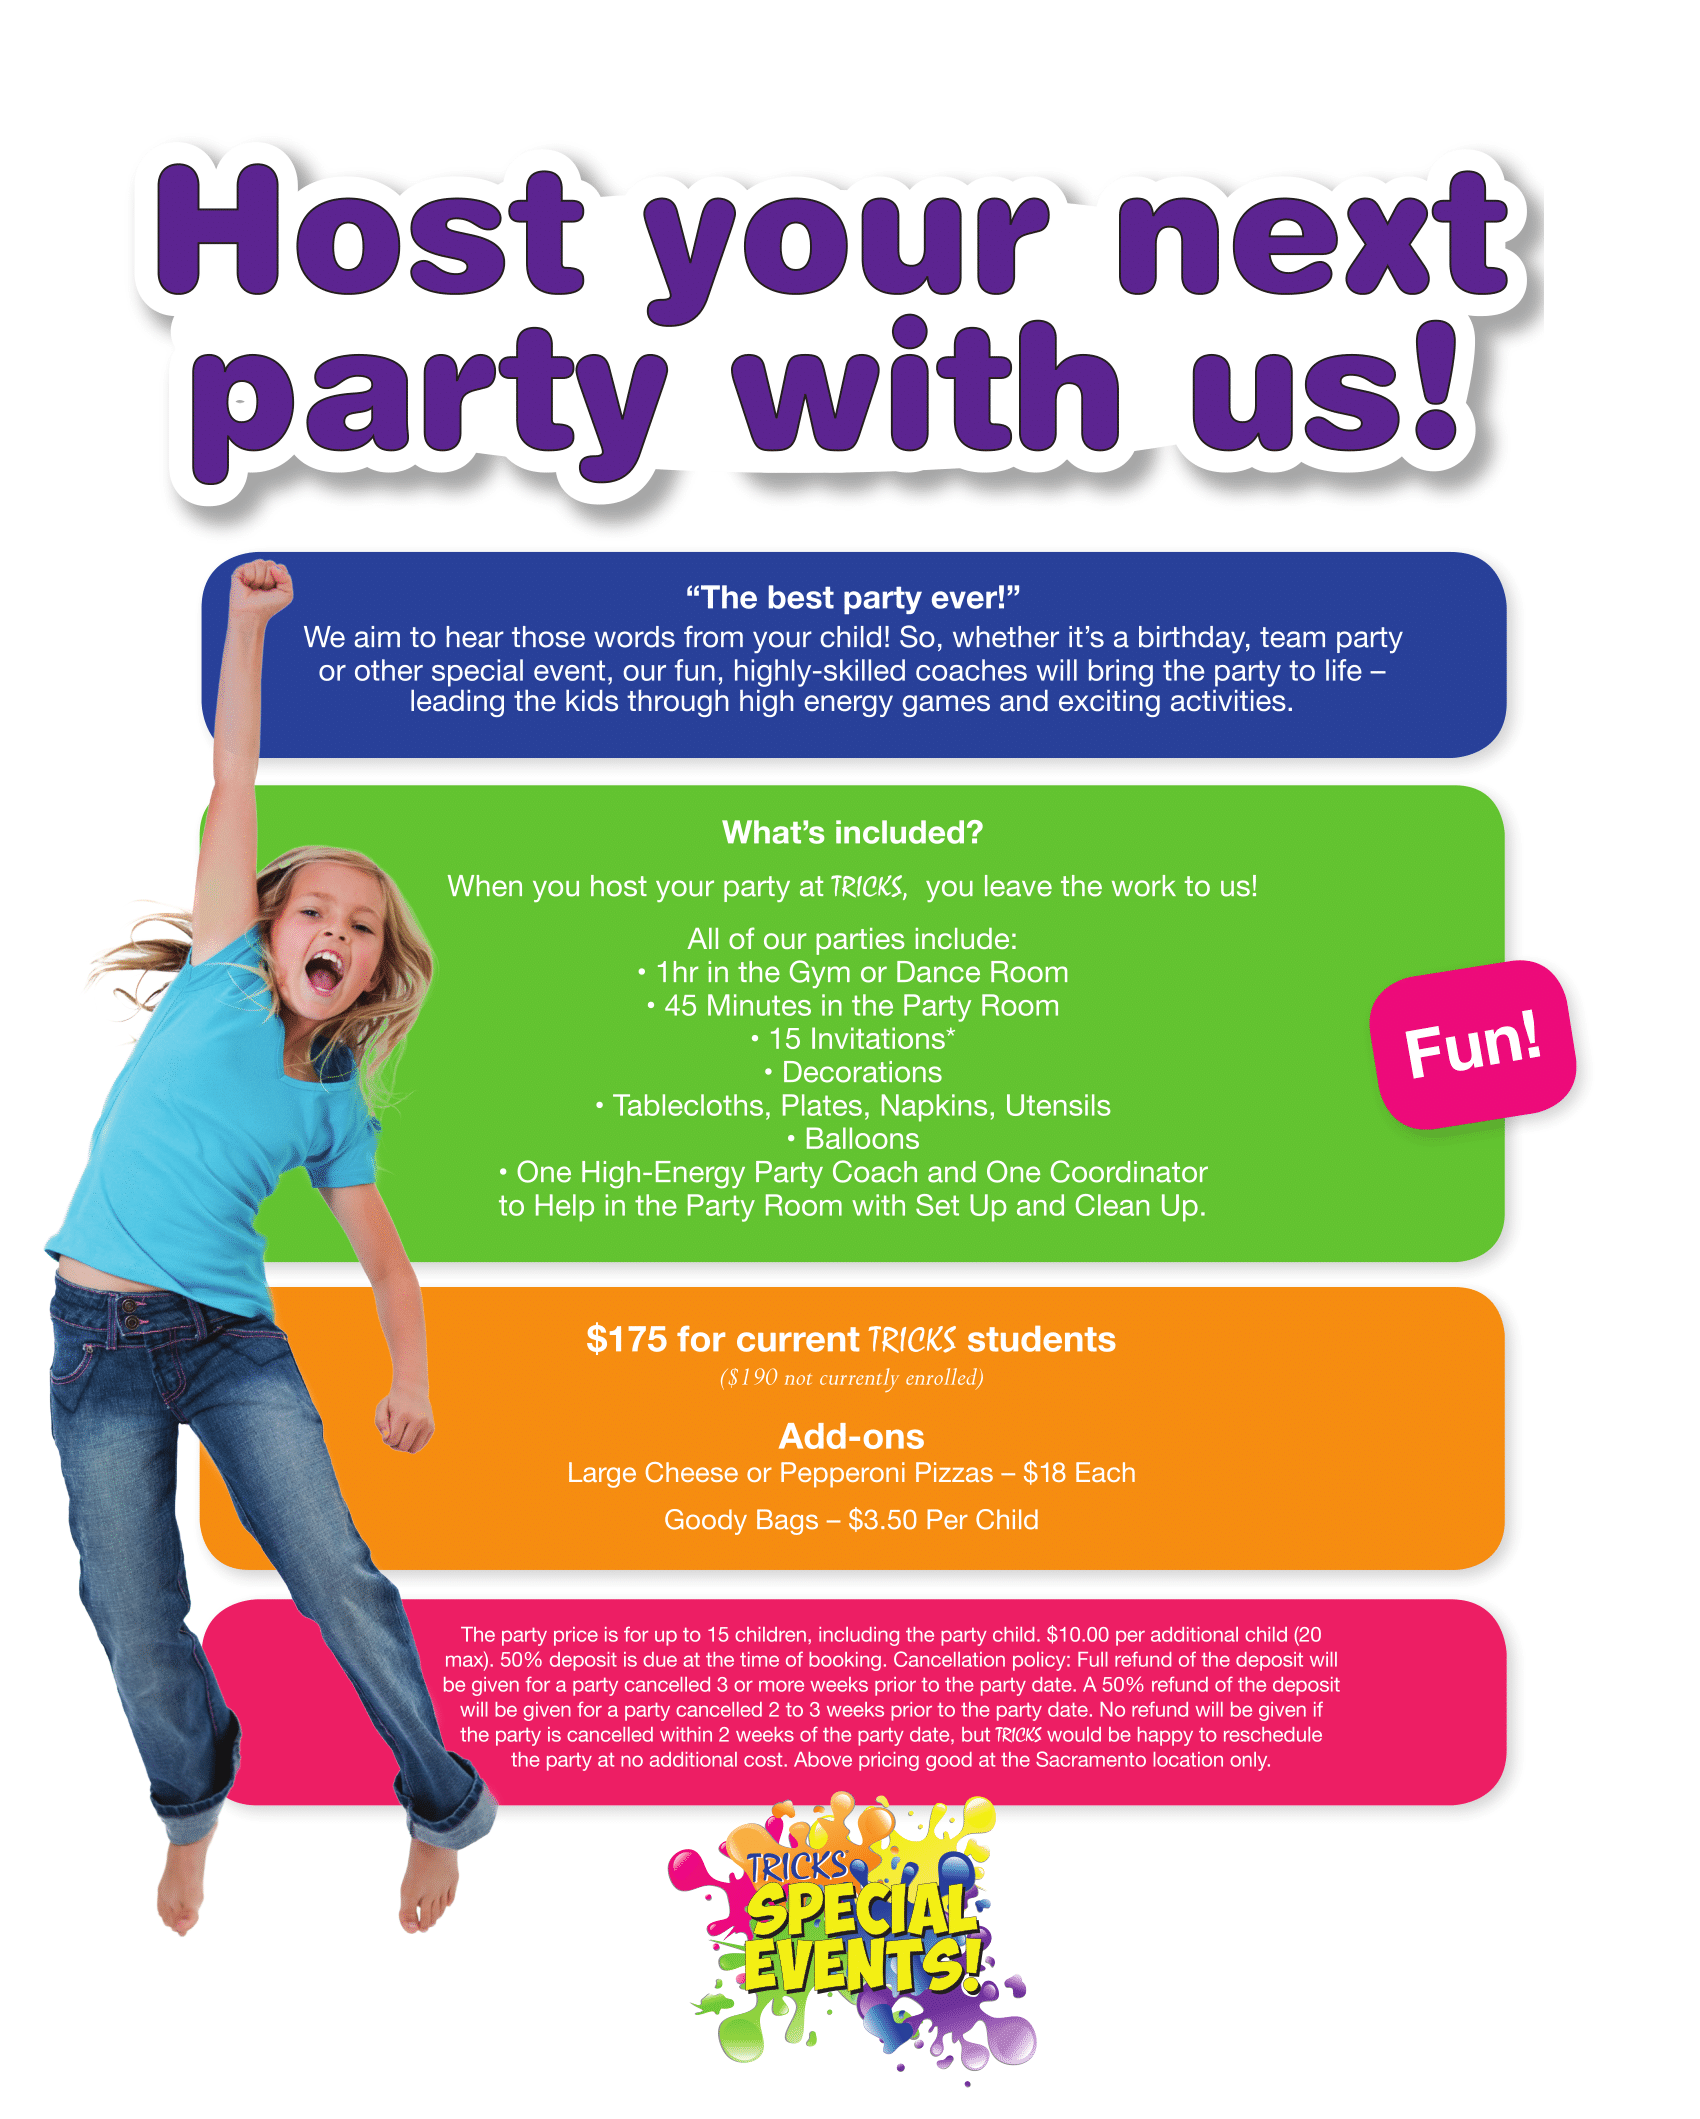 Host your next
party with us!
“The best party ever!”
We aim to hear those words from your child! So, whether it’s a birthday, team party
or other special event, our fun, highly-skilled coaches will bring the party to life –
leading the kids through high energy games and exciting activities.
What’s included?
When you host your party at TRICKS, you leave the work to us!
All of our parties include:
• 1hr in the Gym or Dance Room
• 45 Minutes in the Party Room
• 15 Invitations*
• Decorations
• Tablecloths, Plates, Napkins, Utensils
• Balloons
• One High-Energy Party Coach and One Coordinator
to Help in the Party Room with Set Up and Clean Up.
Fun!
$175 for current TRICKS students
($190 not currently enrolled)
Add-ons
Large Cheese or Pepperoni Pizzas – $18 Each
Goody Bags – $3.50 Per Child
The party price is for up to 15 children, including the party child. $10.00 per additional child (20
max). 50% deposit is due at the time of booking. Cancellation policy: Full refund of the deposit will
be given for a party cancelled 3 or more weeks prior to the party date. A 50% refund of the deposit
will be given for a party cancelled 2 to 3 weeks prior to the party date. No refund will be given if
the party is cancelled within 2 weeks of the party date, but TRICKS would be happy to reschedule
the party at no additional cost. Above pricing good at the Sacramento location only.
TRICKS®
SPECIAL
EVENTS!